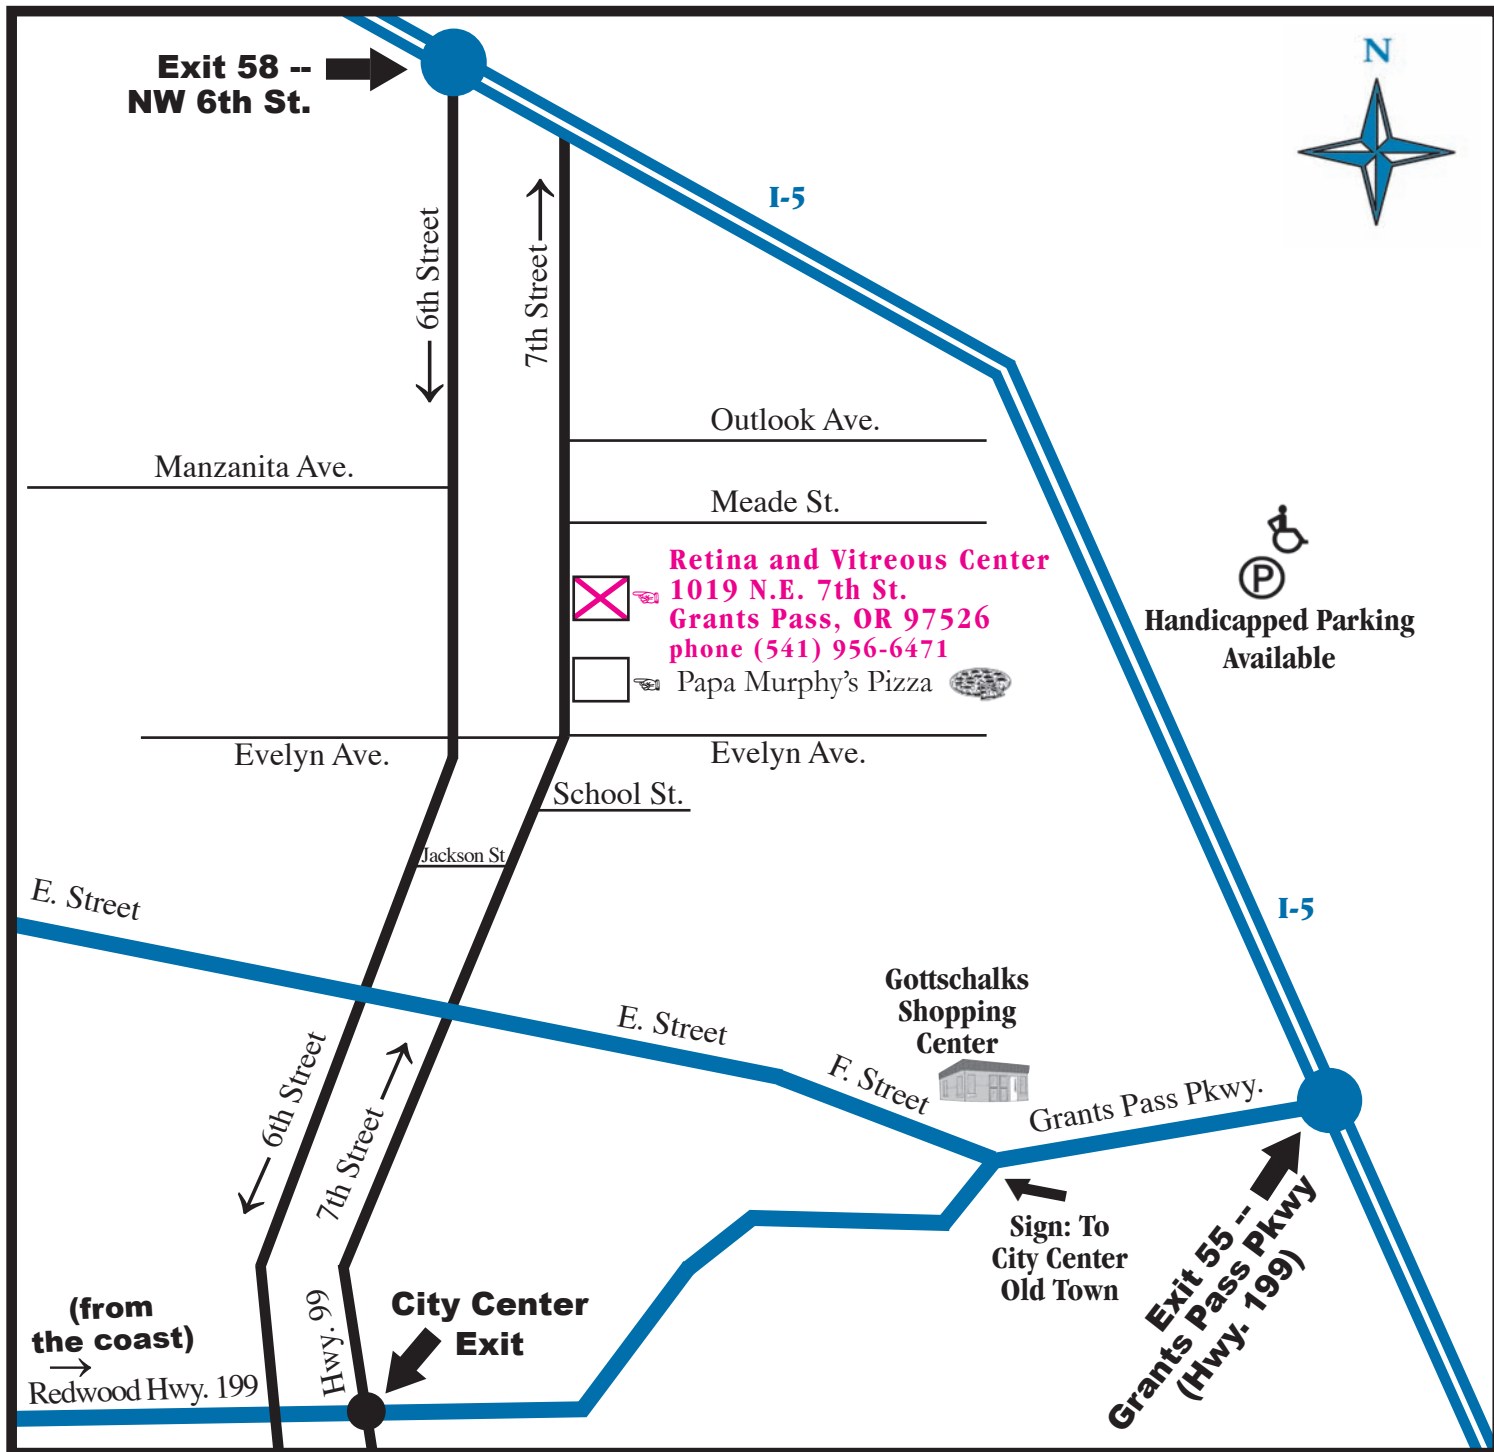 Exit 58 --
NW 6th St.
N
I-5
6th Street
7th Street
Outlook Ave.
Manzanita Ave.
Meade St.
Retina and Vitreous Center
1019 N.E. 7th St.
Grants Pass, OR 97526
phone (541) 956-6471
P
Handicapped Parking
Available
Papa Murphy's Pizza
Evelyn Ave.
Evelyn Ave.
School St.
Jackson St
E. Street
I-5
Gottschalks
Shopping
Center
E. Street
F. Street
Grants Pass Pkwy.
6th Street
7th Street
Sign: To
City Center
Old Town
Exit 55 --
Grants Pass Pkwy
(Hwy. 199)
(from
the coast)
Redwood Hwy. 199
Hwy. 99
City Center
Exit